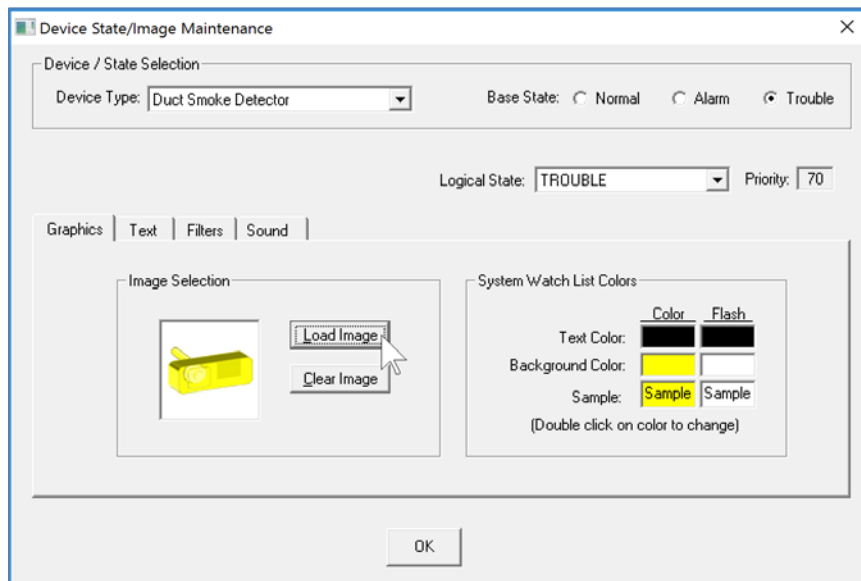 Device State/Image Maintenance
Device / State Selection
Device Type: Duct Smoke Detector Base State: Normal Alarm Trouble
Logical State: TROUBLE Priority: 70
Graphics Text Filters Sound
Image Selection
Load Image
Clear Image
System Watch List Colors
Color Flash
Text Color:
Background Color:
Sample: Sample Sample
(Double click on color to change)
OK